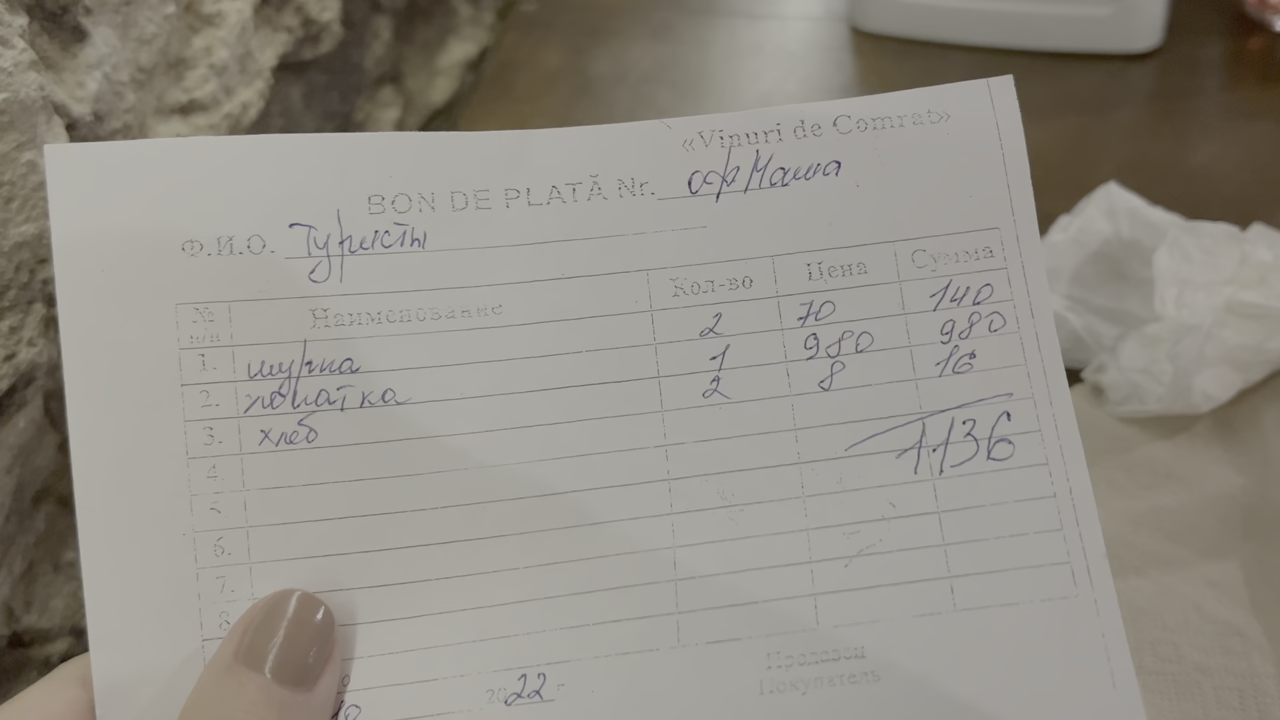 «Vinuri de Comrat»
BON DE PLATĂ Nr. оф Маша
Ф.И.О. Туристы
№ п/п Наименование Кол-во Цена Сумма
1. шурпа 2 70 140
2. лопатка 1 980 980
3. хлеб 2 8 16
4. 1136
5.
6.
7.
8
2022 г
Продавец
Покупатель